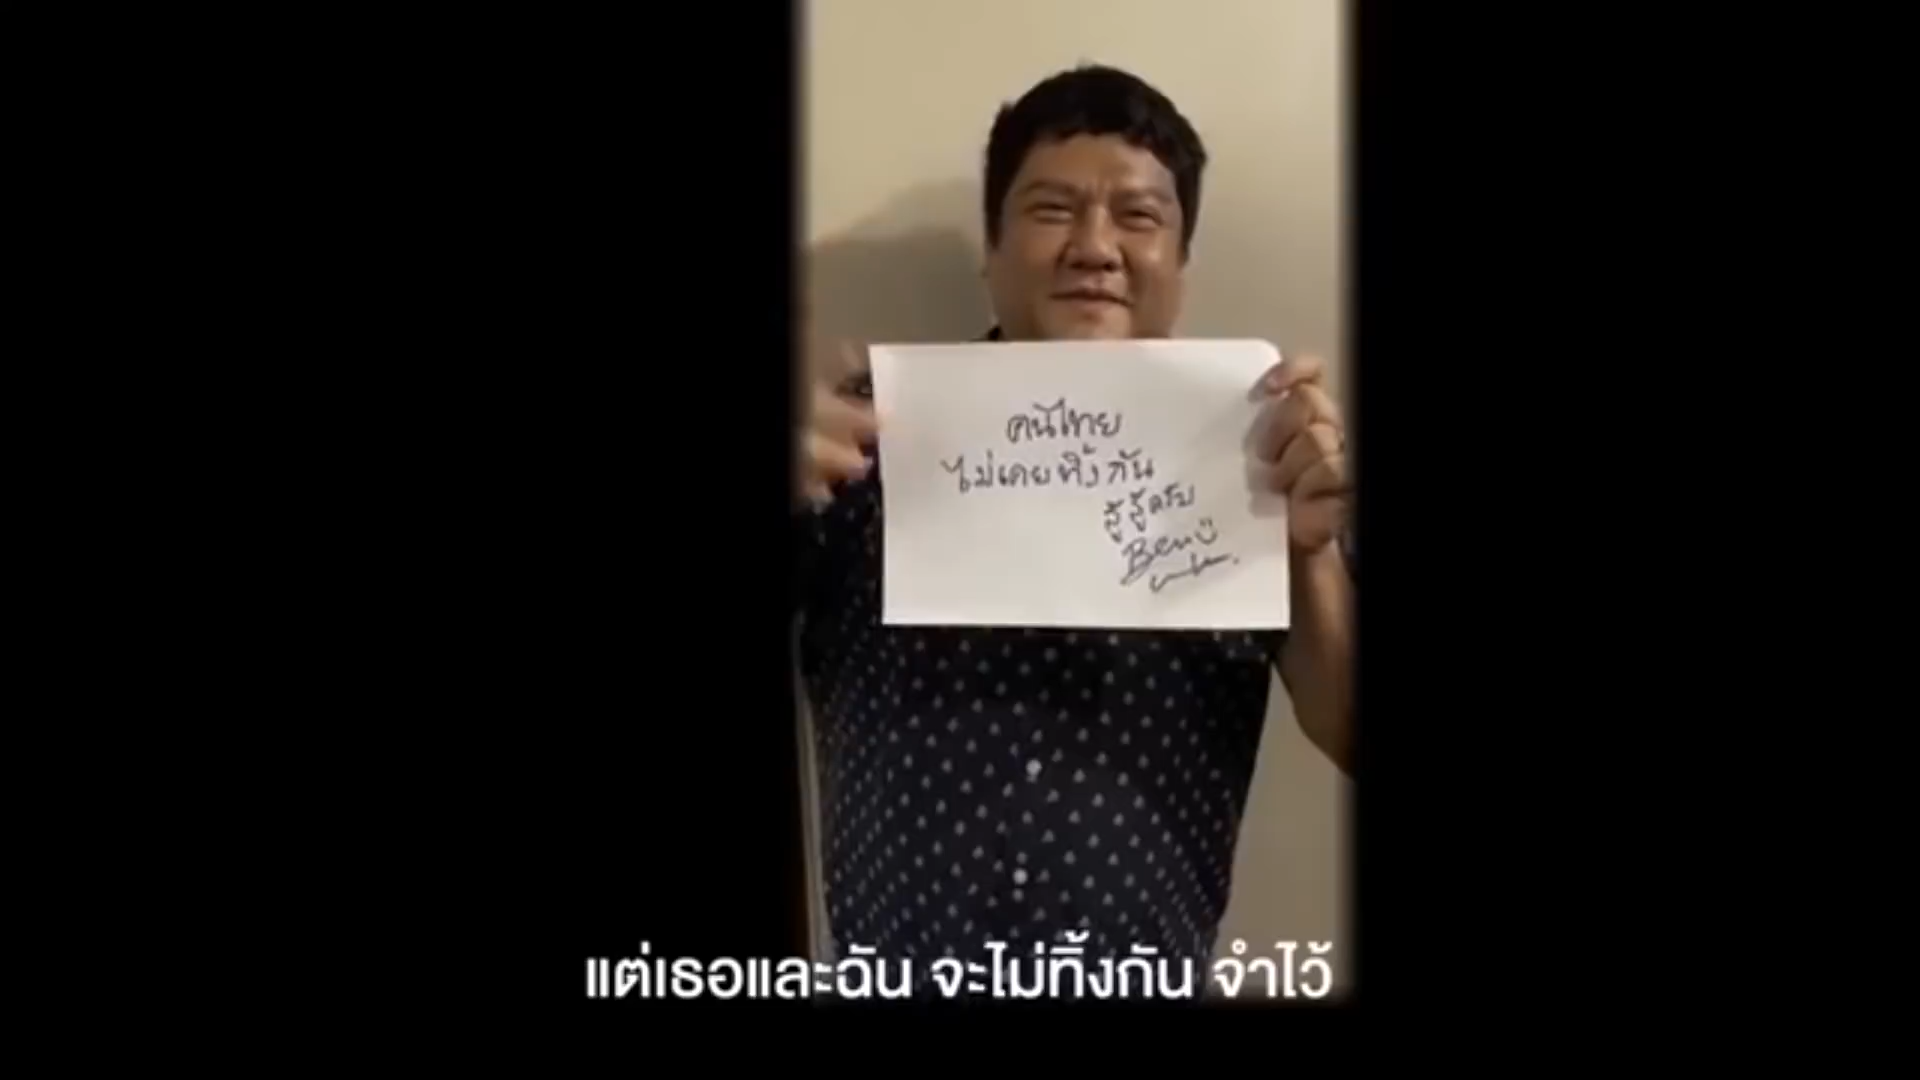 คนไทย
ไม่เคยทิ้งกัน
สู้ สู้ครับ
Ben
แต่เธอและฉัน จะไม่ทิ้งกัน จำไว้